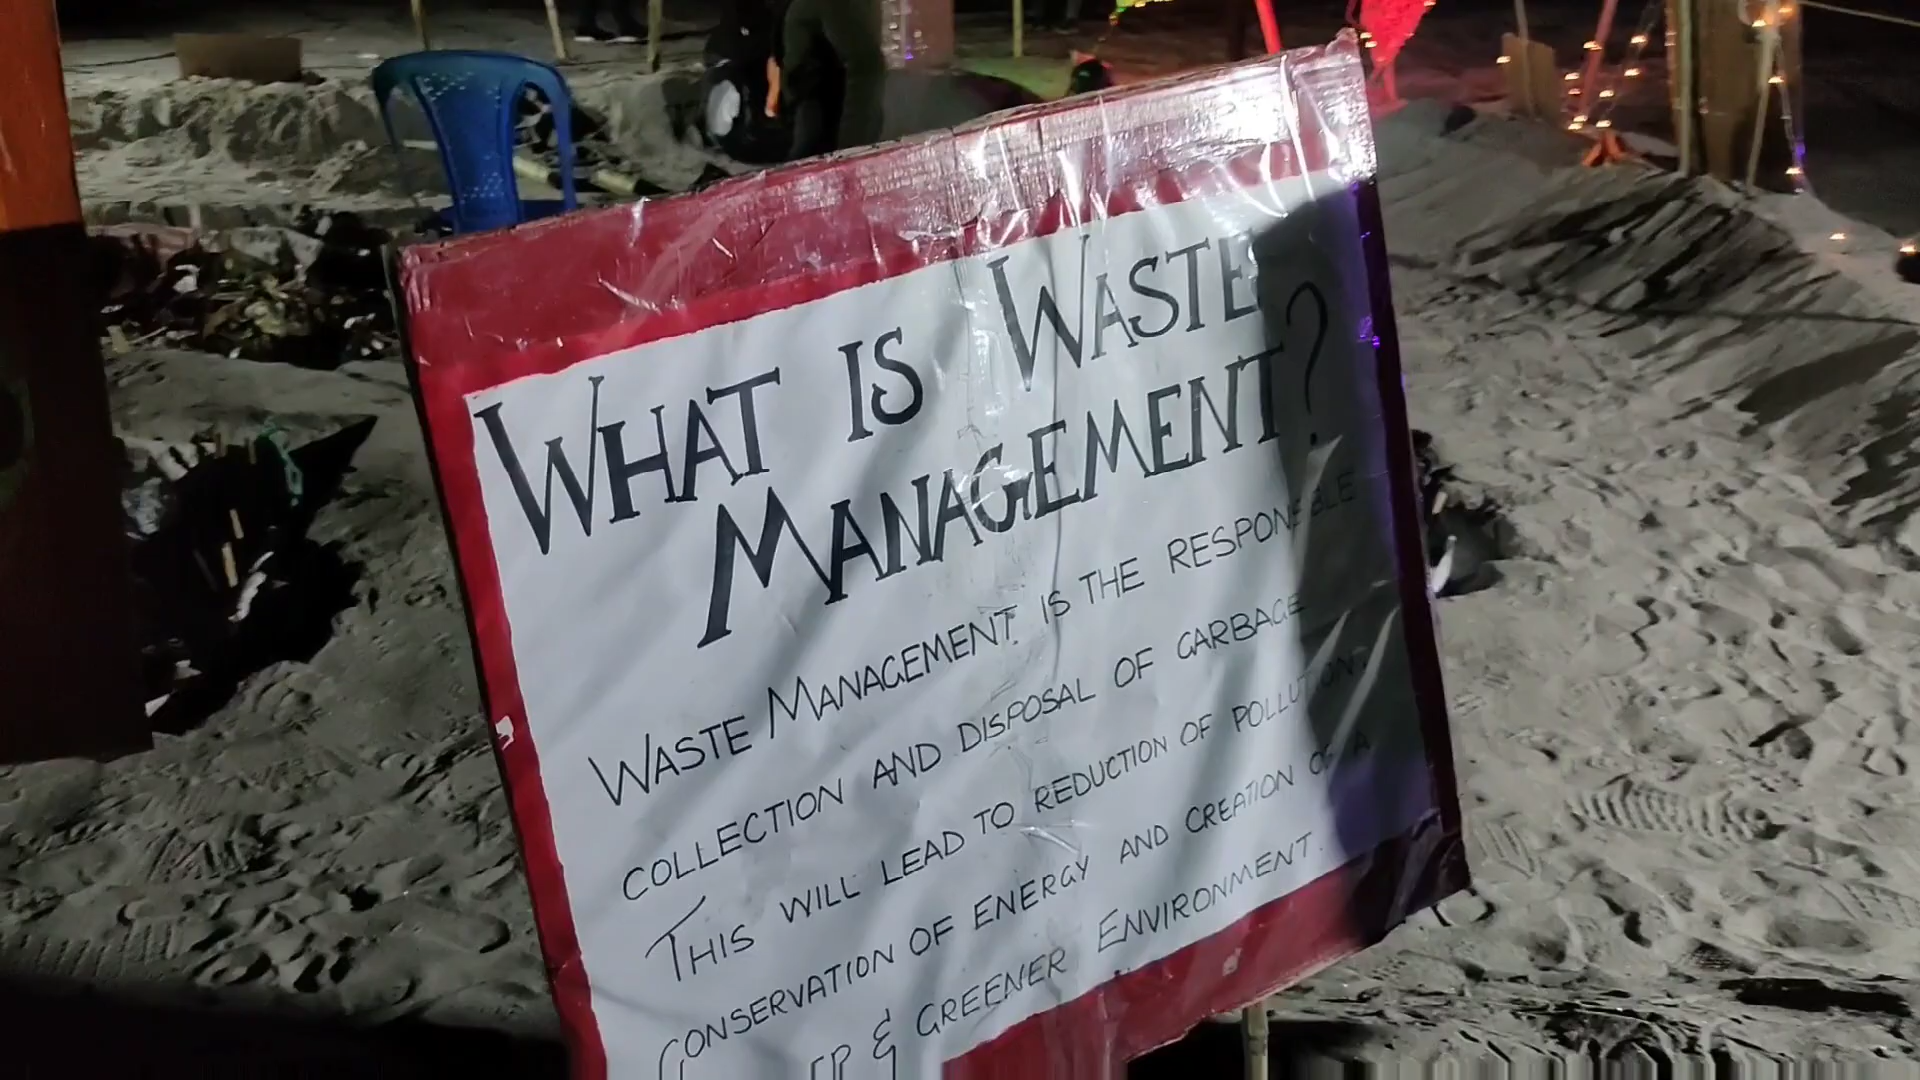 WHAT IS WASTE
MANAGEMENT?
WASTE MANAGEMENT IS THE RESPONSIBLE
COLLECTION AND DISPOSAL OF GARBAGE
THIS WILL LEAD TO REDUCTION OF POLLUTION,
CONSERVATION OF ENERGY AND CREATION OF A
& GREENER ENVIRONMENT.